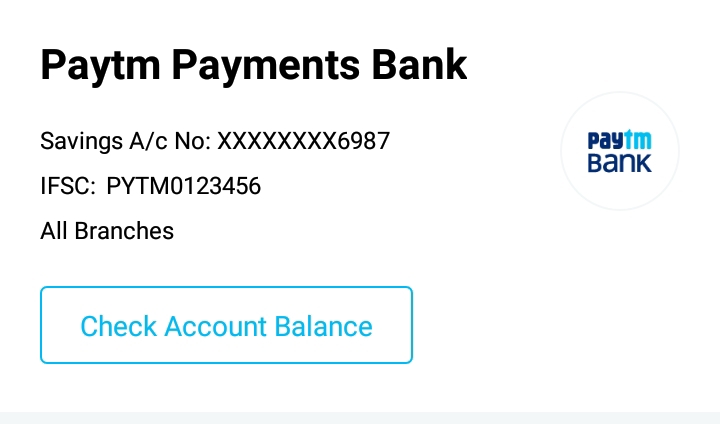 Paytm Payments Bank
Savings A/c No: XXXXXXXX6987
IFSC: PYTM0123456
All Branches
paytm
BANK
Check Account Balance